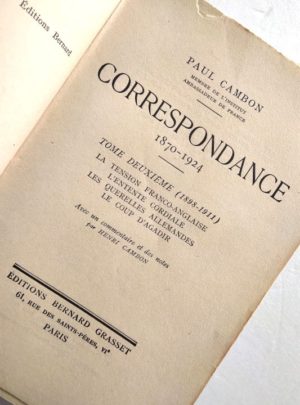 Éditions Bernard
PAUL CAMBON
MEMBRE DE L'INSTITUT
AMBASSADEUR DE FRANCE
CORRESPONDANCE
1870-1924
TOME DEUXIÈME (1898-1911)
LA TENSION FRANCO-ANGLAISE
L'ENTENTE CORDIALE
LES QUERELLES ALLEMANDES
LE COUP D'AGADIR
Avec un commentaire et des notes
par HENRI CAMBON
EDITIONS BERNARD GRASSET
61, RUE DES SAINTS-PÈRES, VIᵉ
PARIS